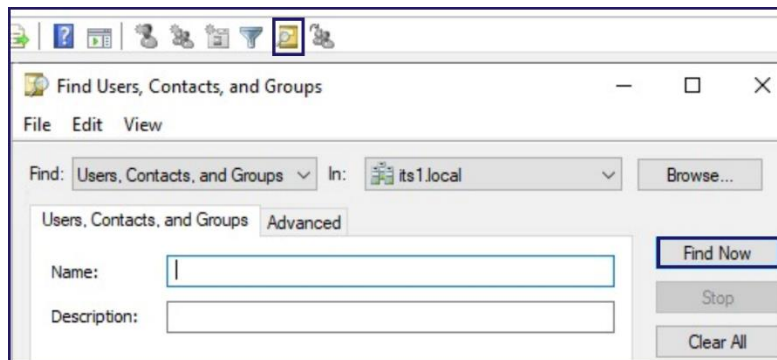 Find Users, Contacts, and Groups
File Edit View
Find: Users, Contacts, and Groups In: its1.local Browse...
Users, Contacts, and Groups Advanced
Find Now
Name:
Stop
Description:
Clear All